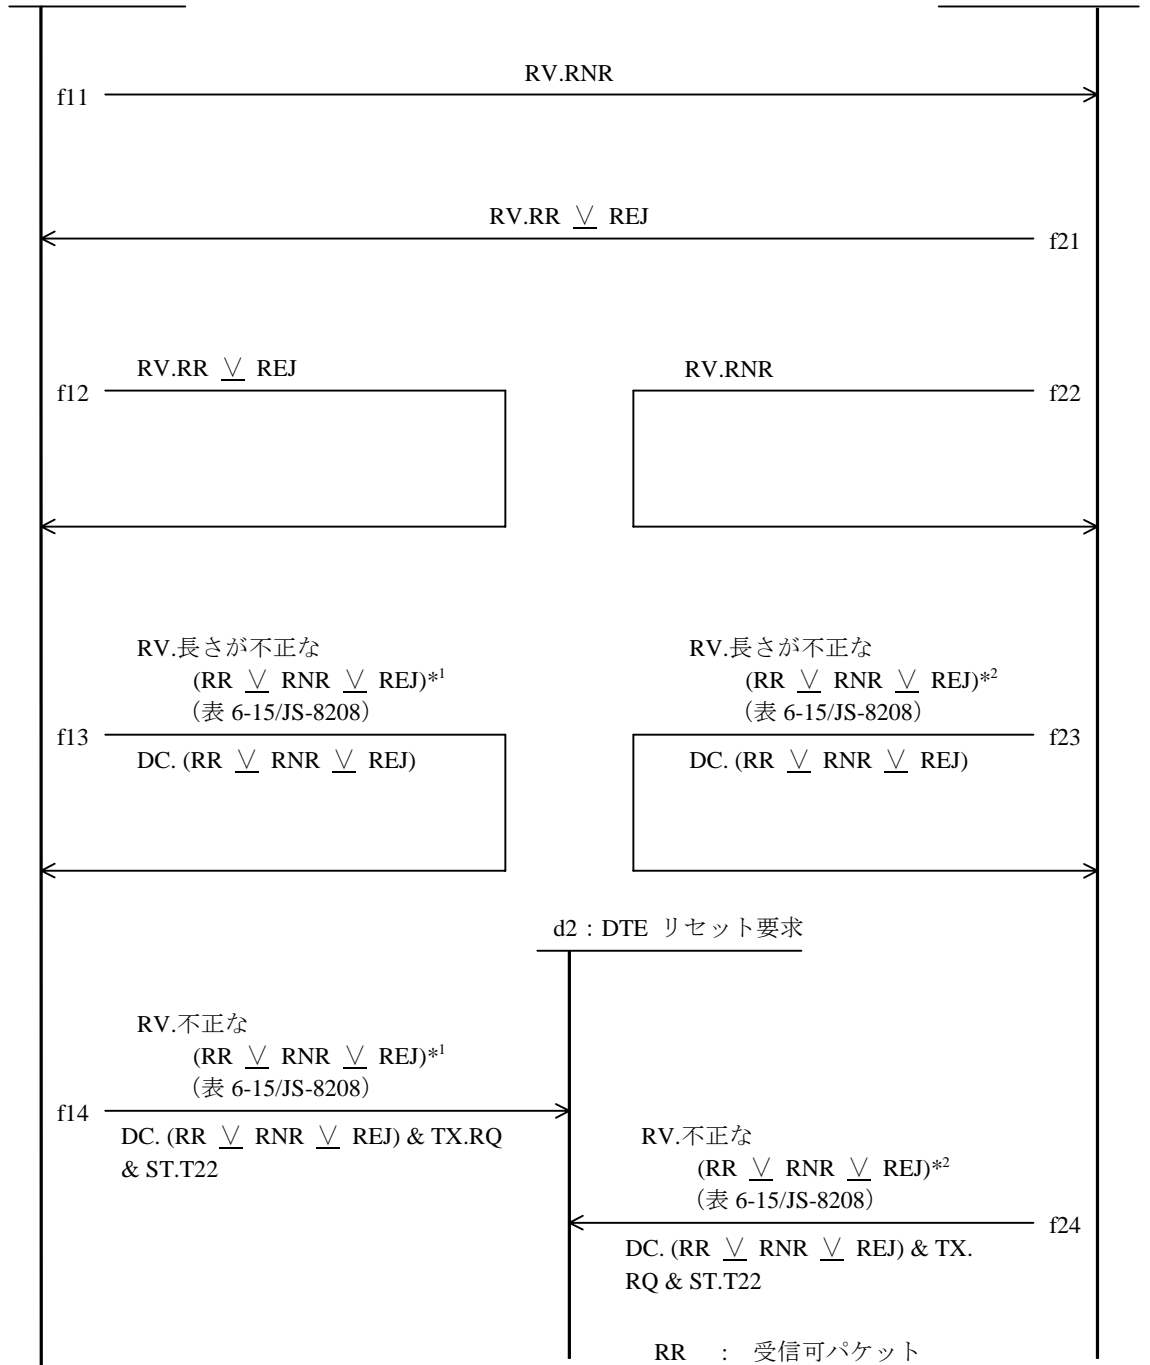 RV.RNR
f11
RV.RR ⊻ REJ
f21
RV.RR ⊻ REJ
f12
RV.RNR
f22
RV.長さが不正な
(RR ⊻ RNR ⊻ REJ)*1
（表 6-15/JS-8208）
f13
DC. (RR ⊻ RNR ⊻ REJ)
RV.長さが不正な
(RR ⊻ RNR ⊻ REJ)*2
（表 6-15/JS-8208）
f23
DC. (RR ⊻ RNR ⊻ REJ)
d2：DTE リセット要求
RV.不正な
(RR ⊻ RNR ⊻ REJ)*1
（表 6-15/JS-8208）
f14
DC. (RR ⊻ RNR ⊻ REJ) & TX.RQ
& ST.T22
RV.不正な
(RR ⊻ RNR ⊻ REJ)*2
（表 6-15/JS-8208）
f24
DC. (RR ⊻ RNR ⊻ REJ) & TX.
RQ & ST.T22
RR ： 受信可パケット